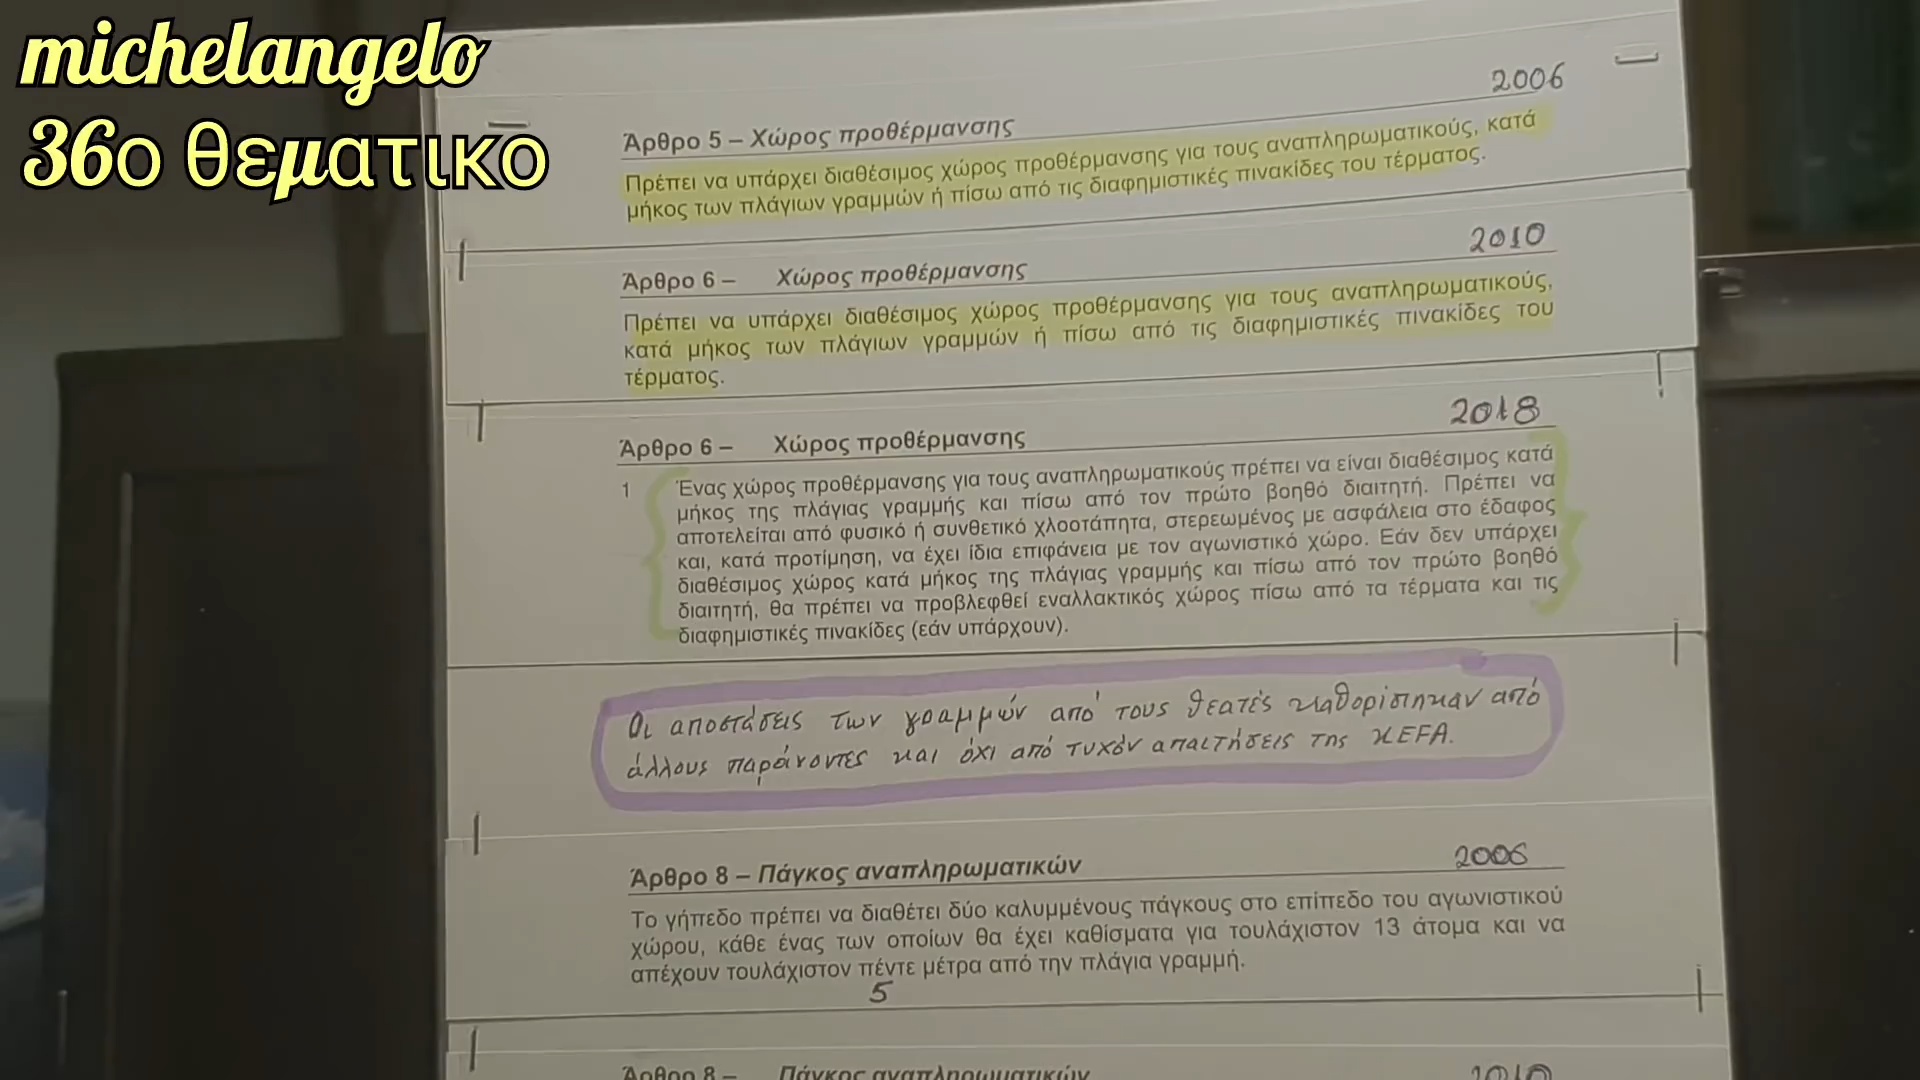 michelangelo
36ο θεματικο
2006
Άρθρο 5 – Χώρος προθέρμανσης
Πρέπει να υπάρχει διαθέσιμος χώρος προθέρμανσης για τους αναπληρωματικούς, κατά
μήκος των πλάγιων γραμμών ή πίσω από τις διαφημιστικές πινακίδες του τέρματος.
2010
Άρθρο 6 – Χώρος προθέρμανσης
Πρέπει να υπάρχει διαθέσιμος χώρος προθέρμανσης για τους αναπληρωματικούς,
κατά μήκος των πλάγιων γραμμών ή πίσω από τις διαφημιστικές πινακίδες του
τέρματος.
2018
Άρθρο 6 – Χώρος προθέρμανσης
1 Ένας χώρος προθέρμανσης για τους αναπληρωματικούς πρέπει να είναι διαθέσιμος κατά
μήκος της πλάγιας γραμμής και πίσω από τον πρώτο βοηθό διαιτητή. Πρέπει να
αποτελείται από φυσικό ή συνθετικό χλοοτάπητα, στερεωμένος με ασφάλεια στο έδαφος
και, κατά προτίμηση, να έχει ίδια επιφάνεια με τον αγωνιστικό χώρο. Εάν δεν υπάρχει
διαθέσιμος χώρος κατά μήκος της πλάγιας γραμμής και πίσω από τον πρώτο βοηθό
διαιτητή, θα πρέπει να προβλεφθεί εναλλακτικός χώρος πίσω από τα τέρματα και τις
διαφημιστικές πινακίδες (εάν υπάρχουν).
Οι αποστάσεις των γραμμών από τους θεατές καθορίστηκαν από
άλλους παράγοντες και όχι από τυχόν απαιτήσεις της UEFA.
2006
Άρθρο 8 – Πάγκος αναπληρωματικών
Το γήπεδο πρέπει να διαθέτει δύο καλυμμένους πάγκους στο επίπεδο του αγωνιστικού
χώρου, κάθε ένας των οποίων θα έχει καθίσματα για τουλάχιστον 13 άτομα και να
απέχουν τουλάχιστον πέντε μέτρα από την πλάγια γραμμή.
5
2010
Άρθρο 8 – Πάγκος αναπληρωματικών